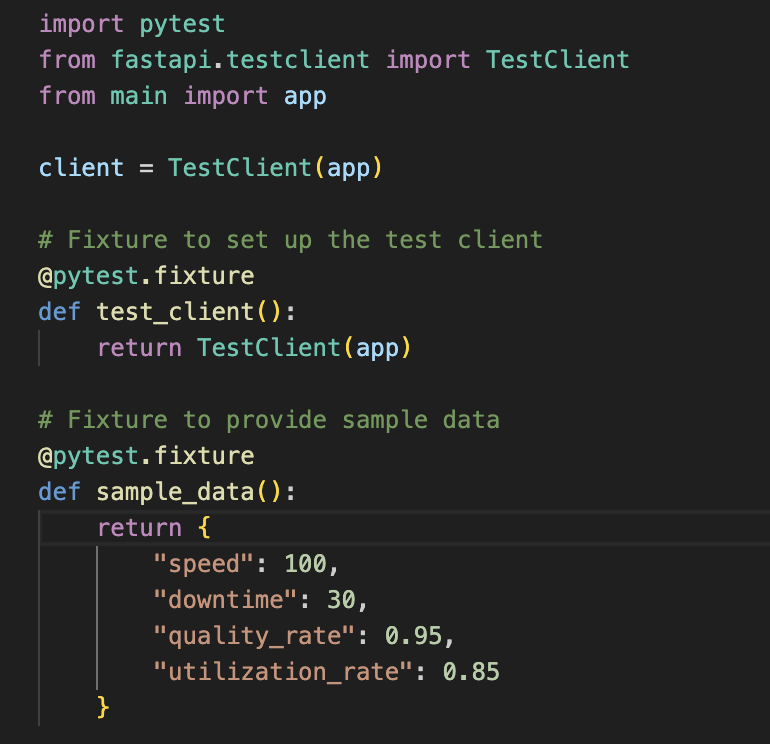 import pytest
from fastapi.testclient import TestClient
from main import app
client = TestClient(app)
# Fixture to set up the test client
@pytest.fixture
def test_client():
    return TestClient(app)
# Fixture to provide sample data
@pytest.fixture
def sample_data():
    return {
        "speed": 100,
        "downtime": 30,
        "quality_rate": 0.95,
        "utilization_rate": 0.85
    }